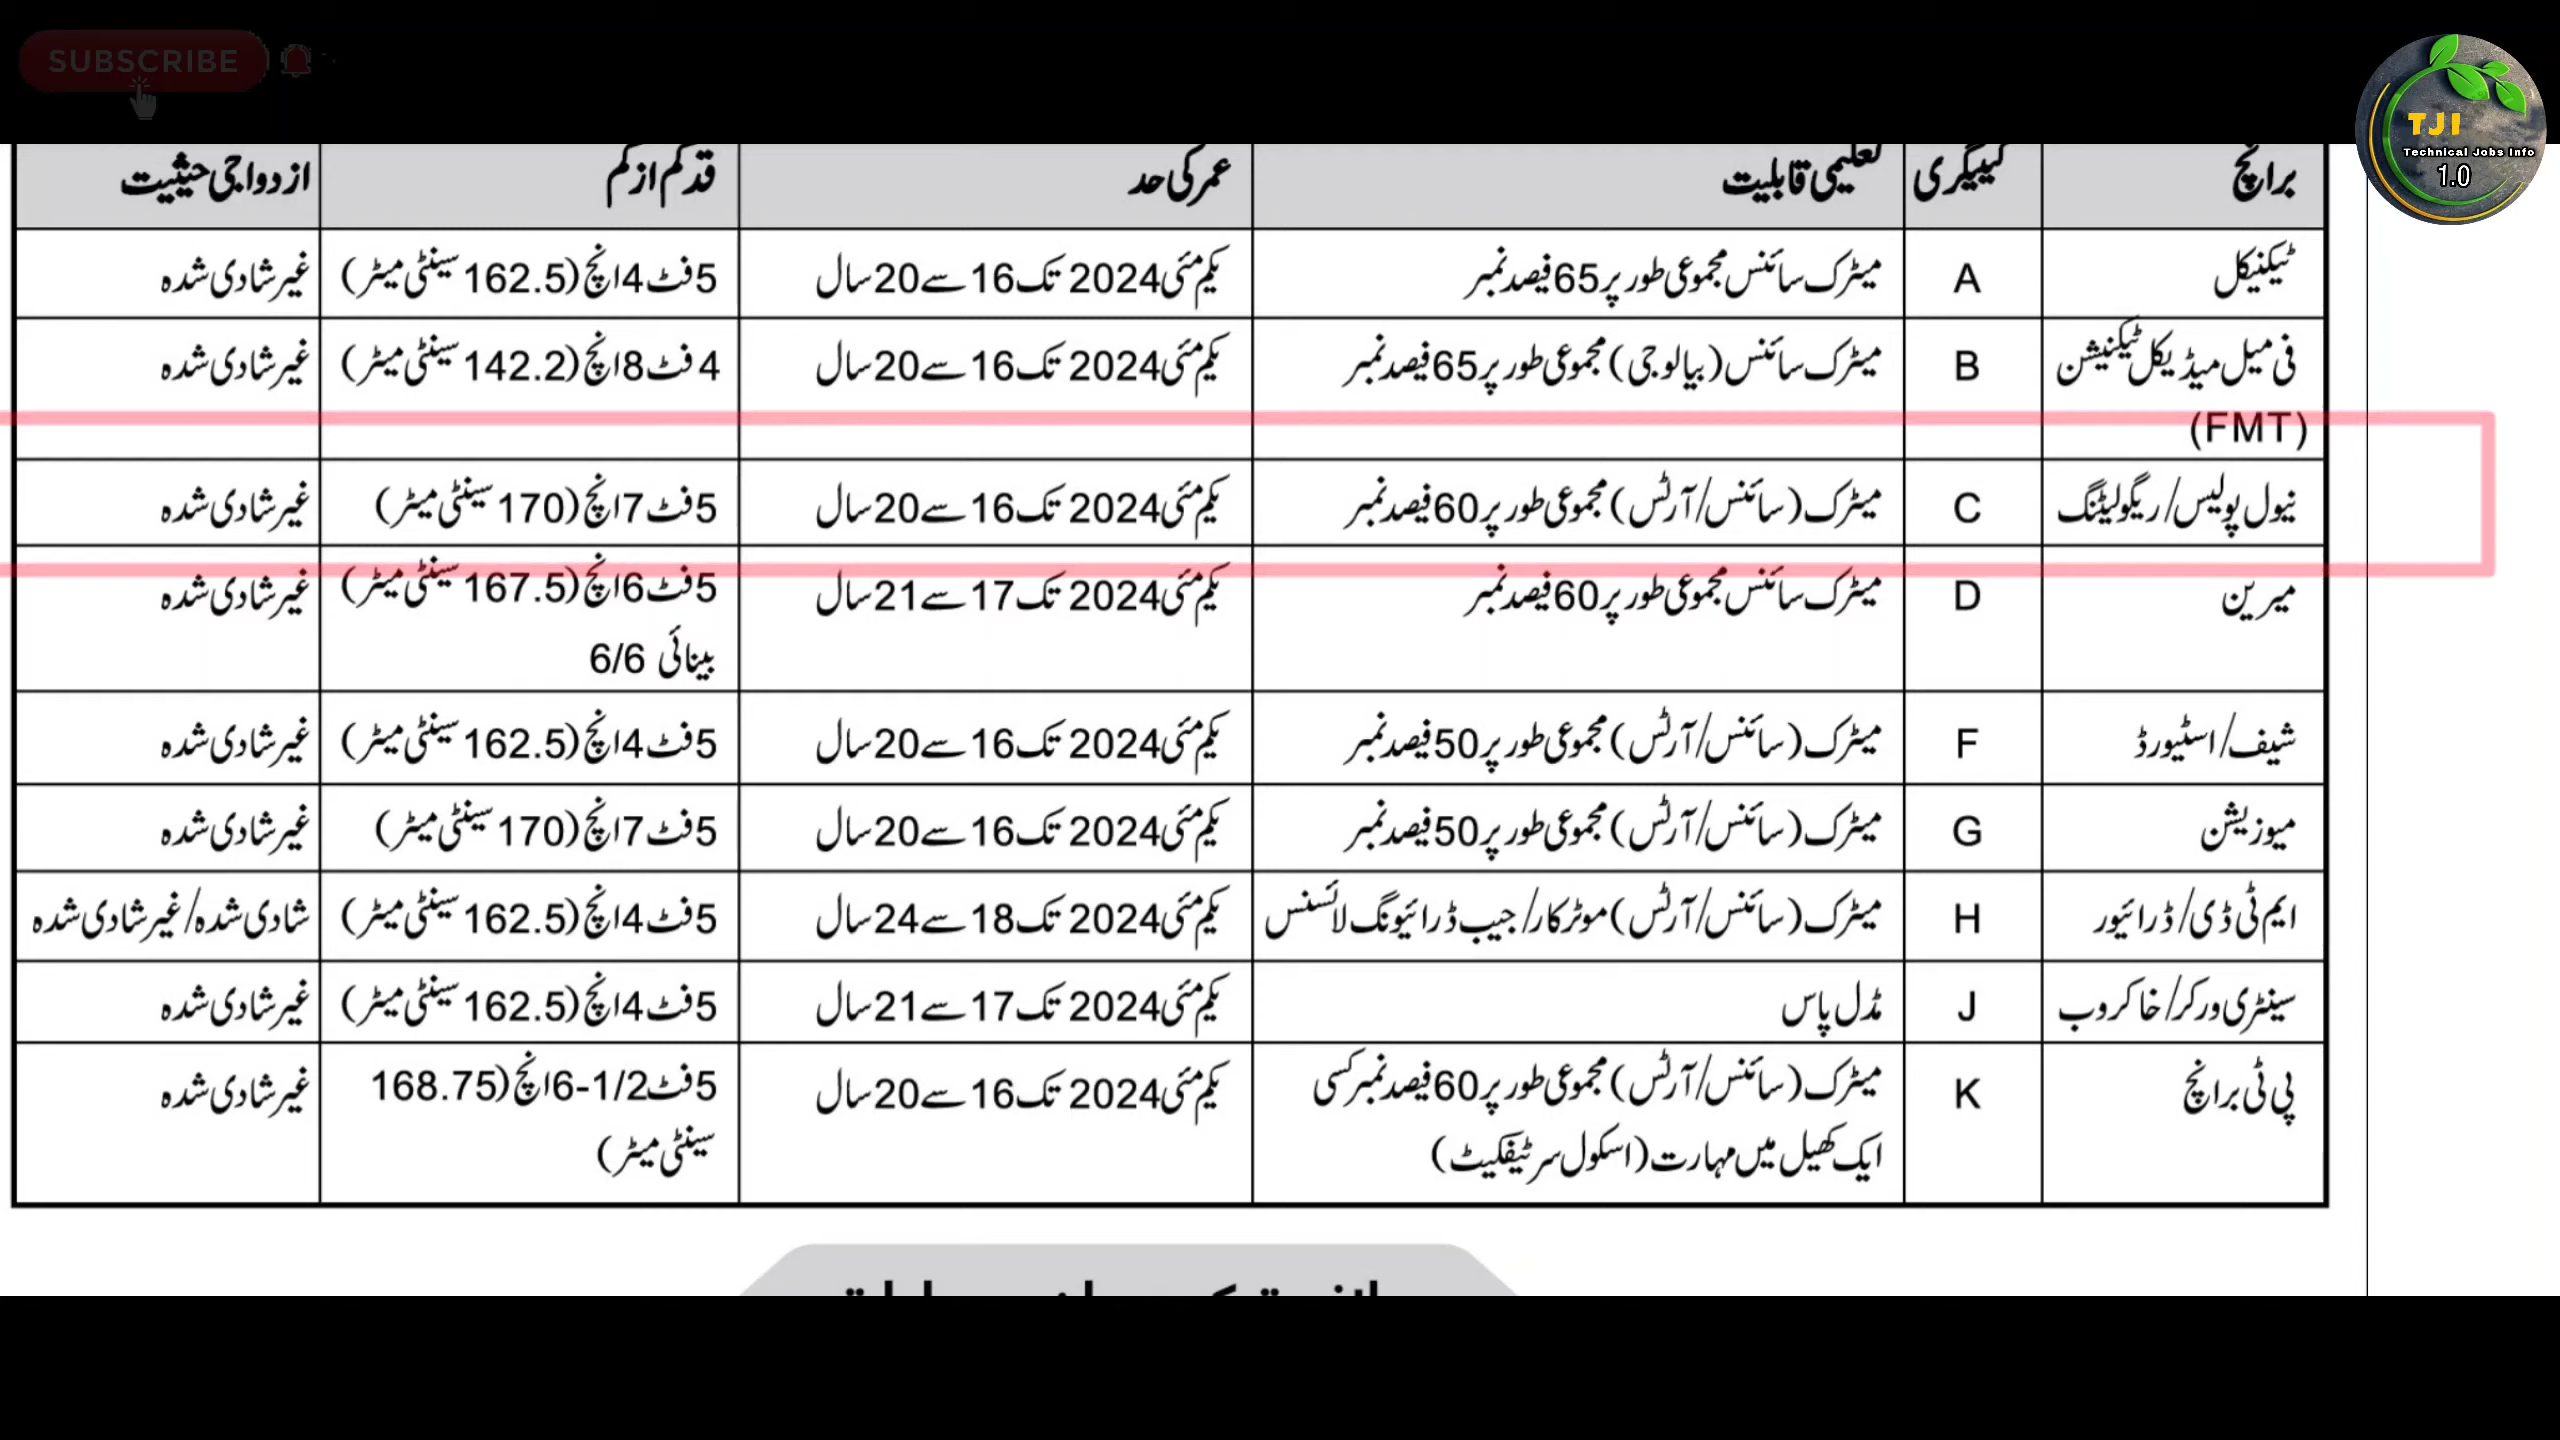 SUBSCRIBE
TJI
Technical Jobs Info
1.0
برانچ کیٹیگری تعلیمی قابلیت عمر کی حد قد کم از کم ازدواجی حیثیت
ٹیکنیکل A میٹرک سائنس مجموعی طور پر 65 فیصد نمبر یکم مئی 2024 تک 16 سے 20 سال 5 فٹ 4 انچ (162.5 سینٹی میٹر) غیر شادی شدہ
فی میل میڈیکل ٹیکنیشن B میٹرک سائنس (بیالوجی) مجموعی طور پر 65 فیصد نمبر یکم مئی 2024 تک 16 سے 20 سال 4 فٹ 8 انچ (142.2 سینٹی میٹر) غیر شادی شدہ
(FMT)
نیول پولیس/ریگولیٹنگ C میٹرک (سائنس/آرٹس) مجموعی طور پر 60 فیصد نمبر یکم مئی 2024 تک 16 سے 20 سال 5 فٹ 7 انچ (170 سینٹی میٹر) غیر شادی شدہ
میرین D میٹرک سائنس مجموعی طور پر 60 فیصد نمبر یکم مئی 2024 تک 17 سے 21 سال 5 فٹ 6 انچ (167.5 سینٹی میٹر) غیر شادی شدہ
بینائی 6/6
شیف/اسٹیورڈ F میٹرک (سائنس/آرٹس) مجموعی طور پر 50 فیصد نمبر یکم مئی 2024 تک 16 سے 20 سال 5 فٹ 4 انچ (162.5 سینٹی میٹر) غیر شادی شدہ
میوزیشن G میٹرک (سائنس/آرٹس) مجموعی طور پر 50 فیصد نمبر یکم مئی 2024 تک 16 سے 20 سال 5 فٹ 7 انچ (170 سینٹی میٹر) غیر شادی شدہ
ایم ٹی ڈی/ڈرائیور H میٹرک (سائنس/آرٹس) موٹر کار/جیپ ڈرائیونگ لائسنس یکم مئی 2024 تک 18 سے 24 سال 5 فٹ 4 انچ (162.5 سینٹی میٹر) شادی شدہ/غیر شادی شدہ
سینٹری ورکر/خاکروب J مڈل پاس یکم مئی 2024 تک 17 سے 21 سال 5 فٹ 4 انچ (162.5 سینٹی میٹر) غیر شادی شدہ
پی ٹی برانچ K میٹرک (سائنس/آرٹس) مجموعی طور پر 60 فیصد نمبر کسی یکم مئی 2024 تک 16 سے 20 سال 5 فٹ 6-1/2 انچ (168.75 غیر شادی شدہ
ایک کھیل میں مہارت (اسکول سرٹیفکیٹ) سینٹی میٹر)